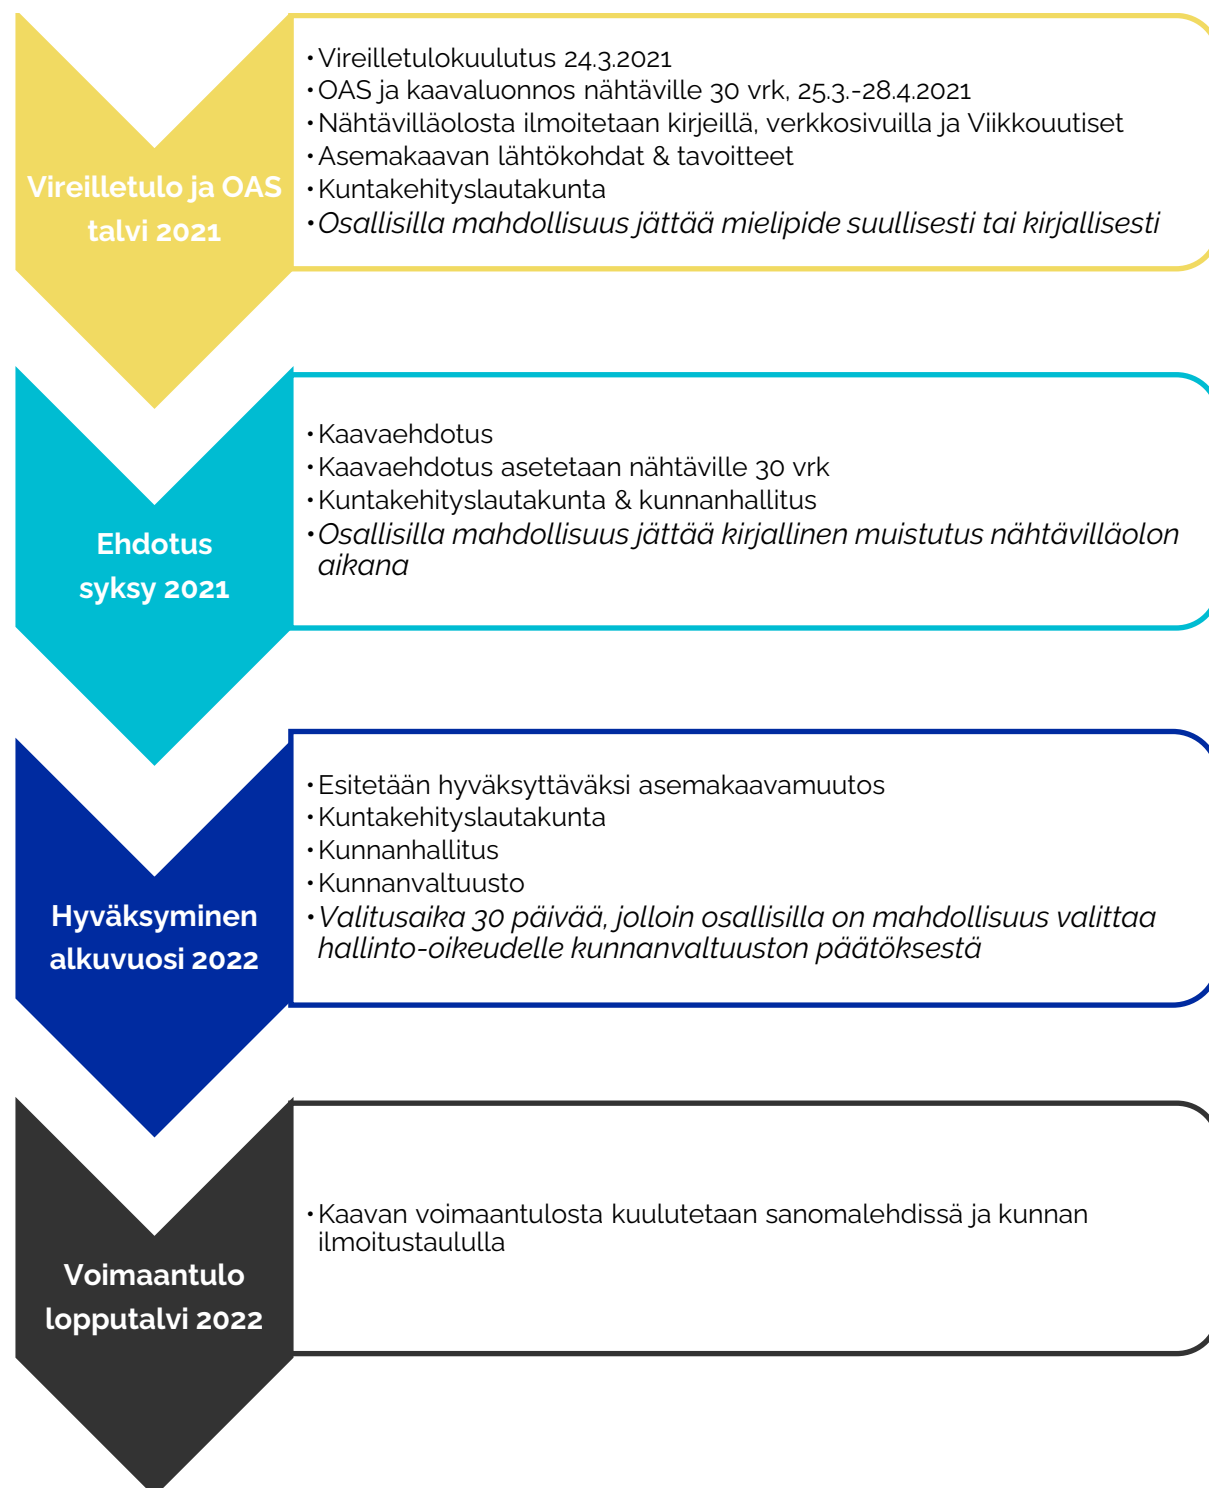 Vireilletulo ja OAS
talvi 2021
•Vireilletulokuulutus 24.3.2021
•OAS ja kaavaluonnos nähtäville 30 vrk, 25.3.-28.4.2021
•Nähtävilläolosta ilmoitetaan kirjeillä, verkkosivuilla ja Viikkouutiset
•Asemakaavan lähtökohdat & tavoitteet
•Kuntakehityslautakunta
•Osallisilla mahdollisuus jättää mielipide suullisesti tai kirjallisesti
Ehdotus
syksy 2021
•Kaavaehdotus
•Kaavaehdotus asetetaan nähtäville 30 vrk
•Kuntakehityslautakunta & kunnanhallitus
•Osallisilla mahdollisuus jättää kirjallinen muistutus nähtävilläolon
aikana
Hyväksyminen
alkuvuosi 2022
•Esitetään hyväksyttäväksi asemakaavamuutos
•Kuntakehityslautakunta
•Kunnanhallitus
•Kunnanvaltuusto
•Valitusaika 30 päivää, jolloin osallisilla on mahdollisuus valittaa
hallinto-oikeudelle kunnanvaltuuston päätöksestä
Voimaantulo
lopputalvi 2022
•Kaavan voimaantulosta kuulutetaan sanomalehdissä ja kunnan
ilmoitustaululla